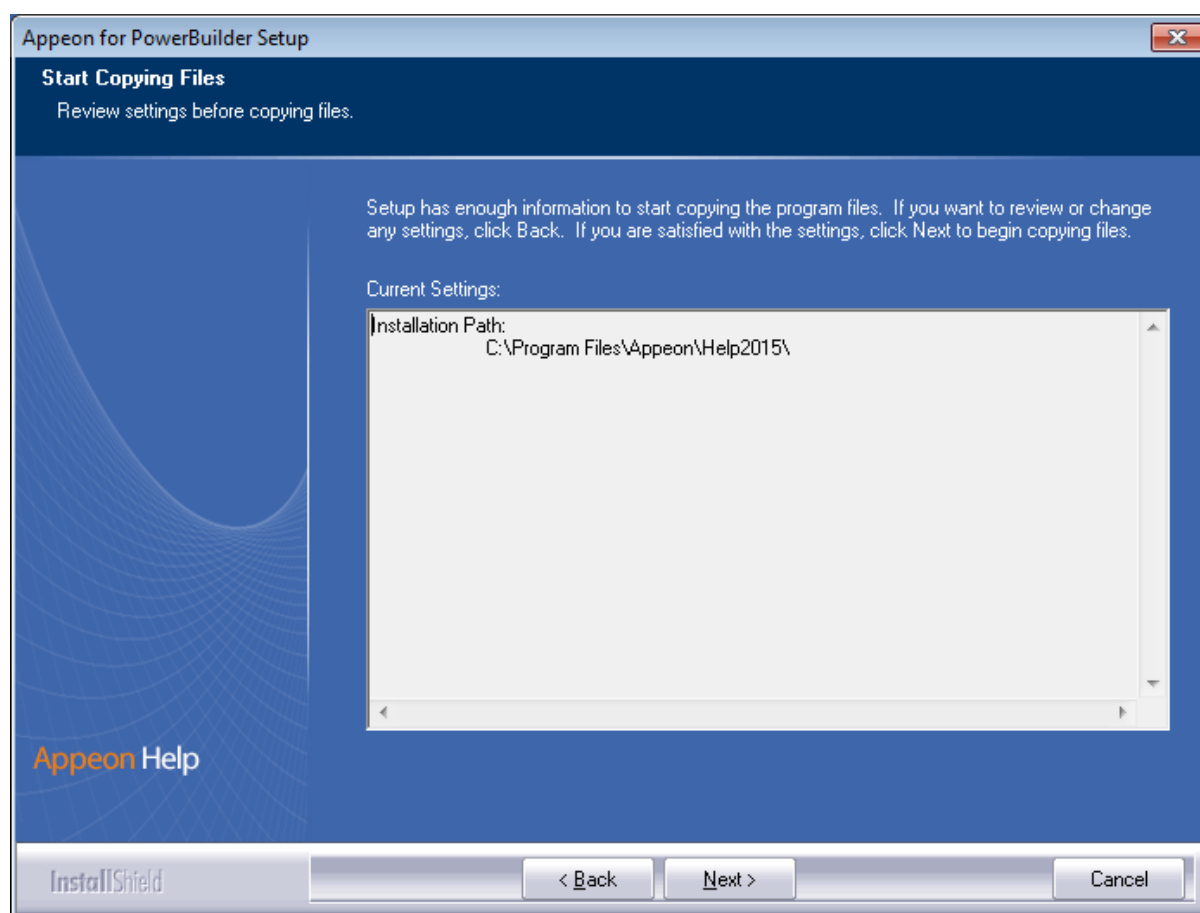 Appeon for PowerBuilder Setup
Start Copying Files
Review settings before copying files.
Setup has enough information to start copying the program files.  If you want to review or change
any settings, click Back.  If you are satisfied with the settings, click Next to begin copying files.
Current Settings:
Installation Path:
C:\Program Files\Appeon\Help2015\
Appeon Help
InstallShield
< Back
Next >
Cancel